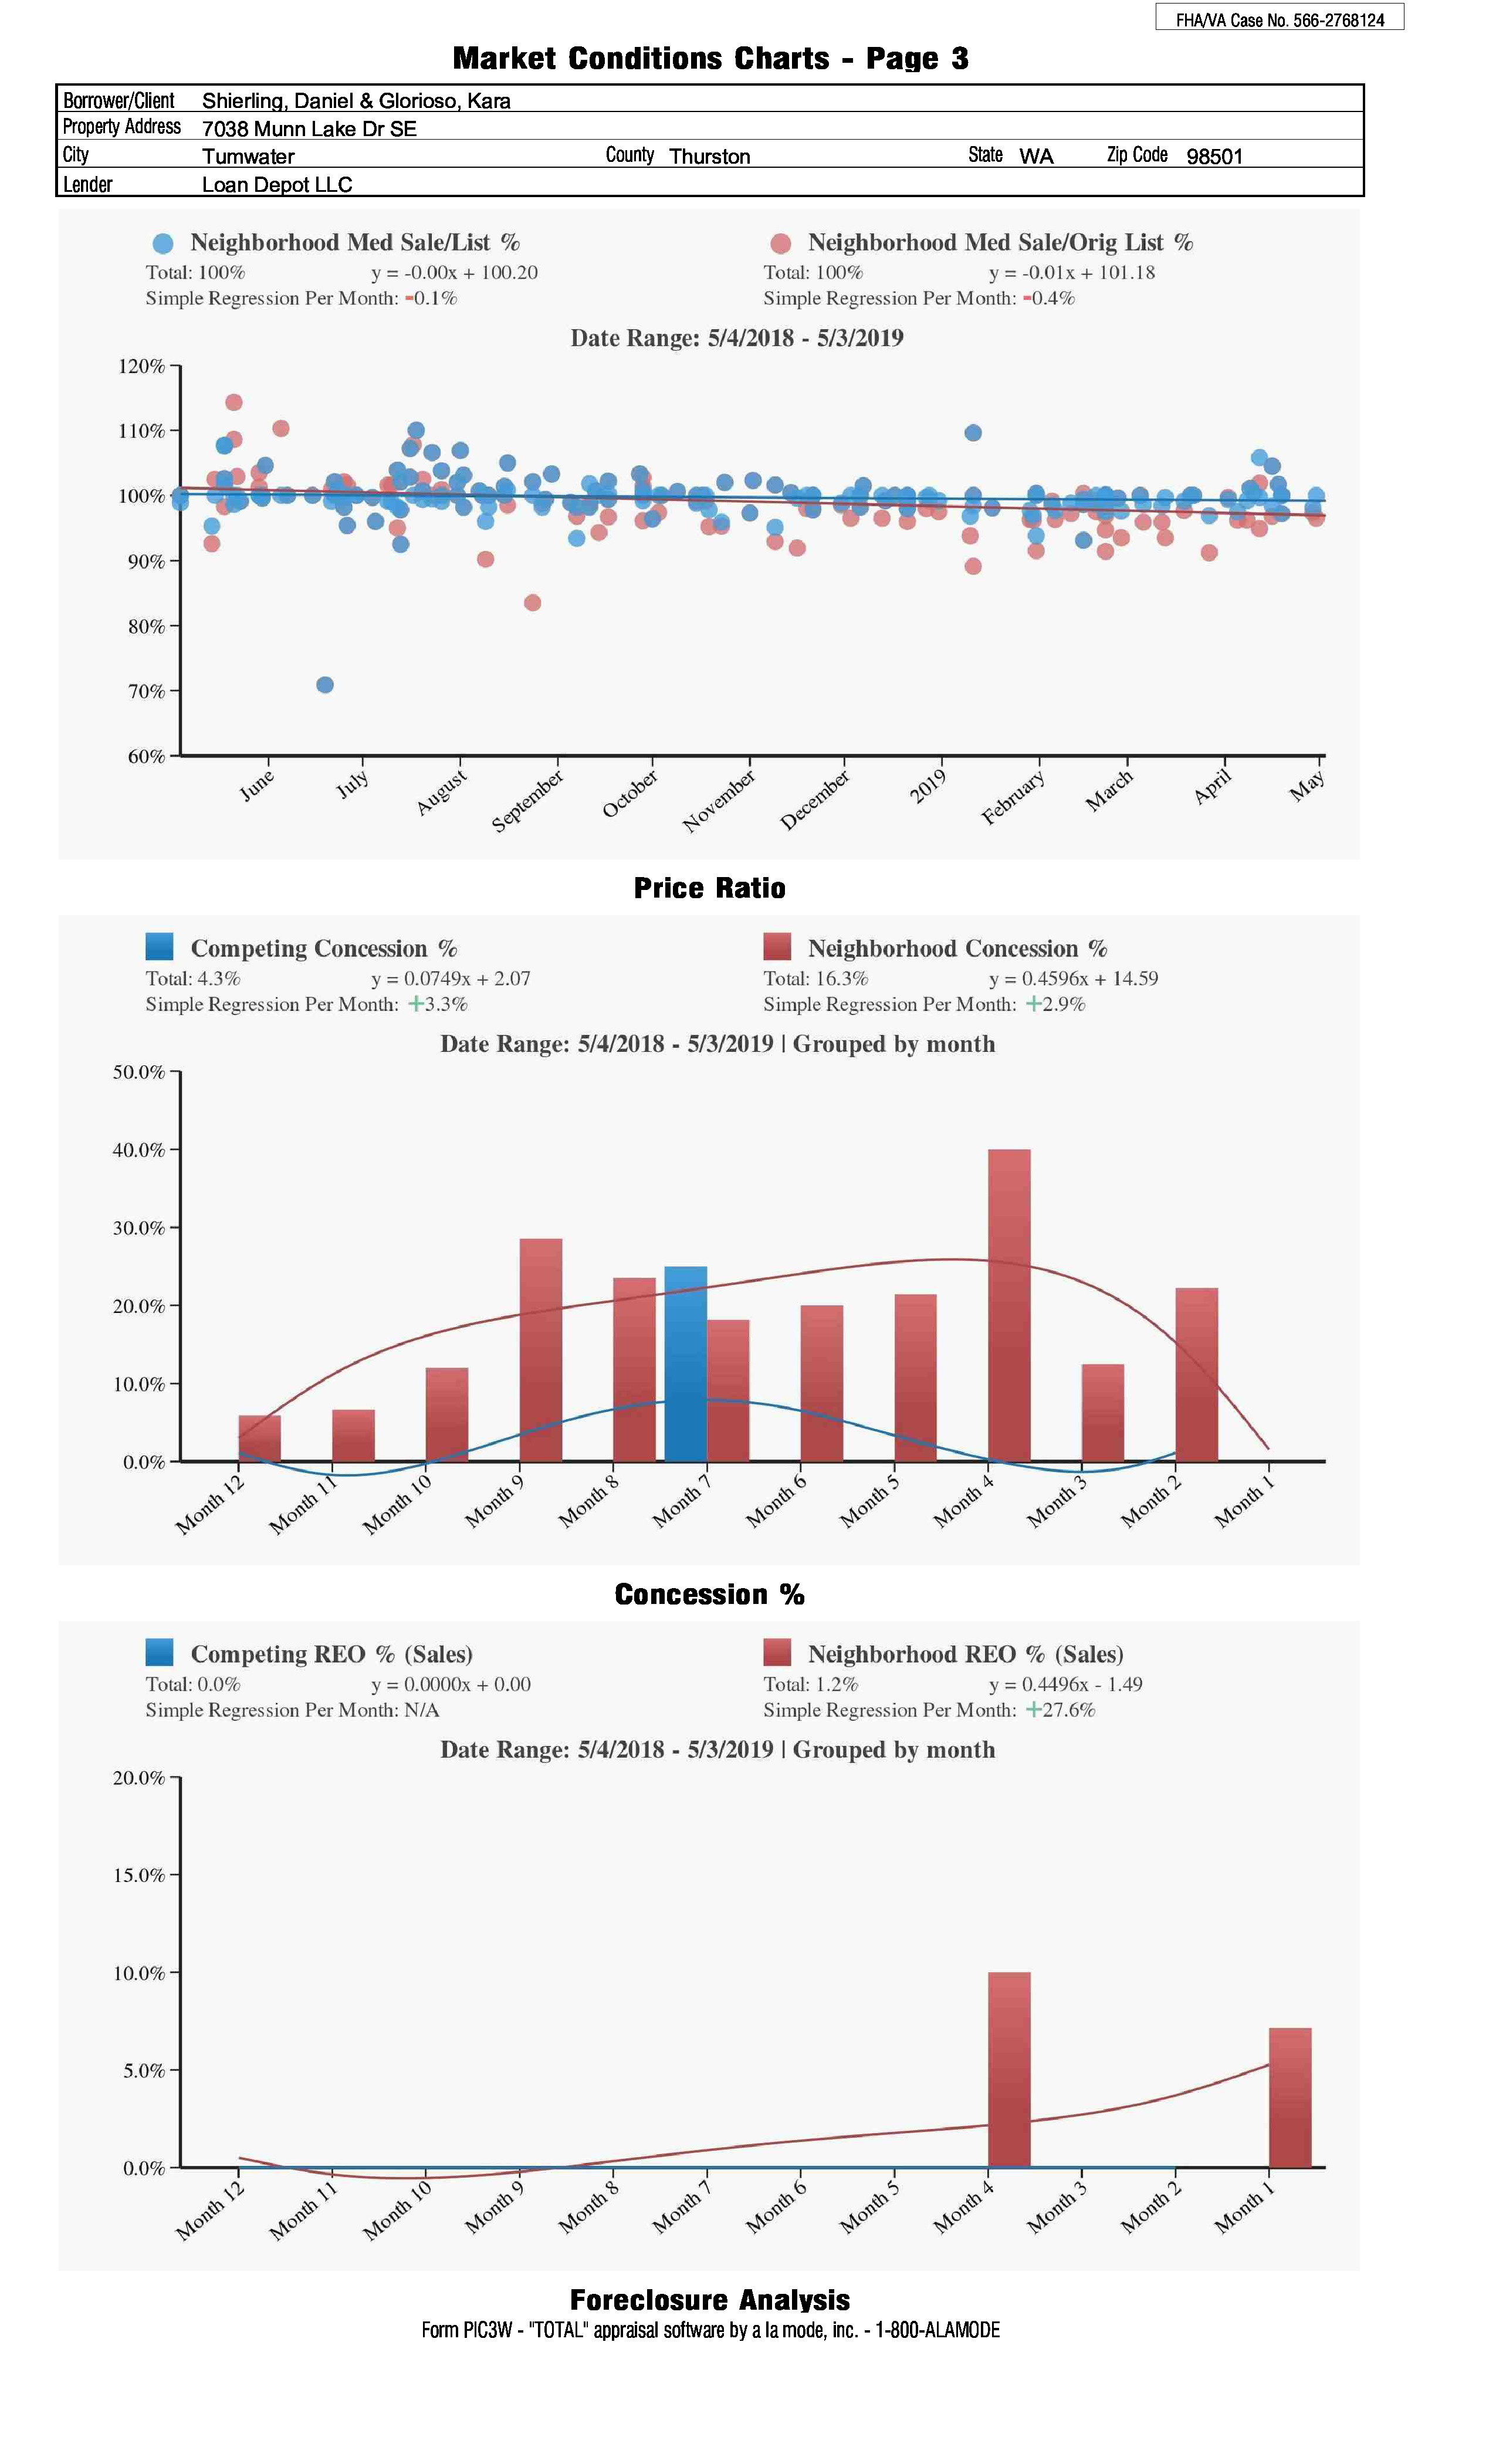 FHA/VA Case No. 566-2768124
Market Conditions Charts - Page 3
Borrower/Client Shierling, Daniel & Glorioso, Kara
Property Address 7038 Munn Lake Dr SE
City Tumwater County Thurston State WA Zip Code 98501
Lender Loan Depot LLC
Neighborhood Med Sale/List % Neighborhood Med Sale/Orig List %
Total: 100% y = -0.00x + 100.20 Total: 100% y = -0.01x + 101.18
Simple Regression Per Month: -0.1% Simple Regression Per Month: -0.4%
Date Range: 5/4/2018 - 5/3/2019
120%
110%
100%
90%
80%
70%
60%
June July August September October November December 2019 February March April May
Price Ratio
Competing Concession % Neighborhood Concession %
Total: 4.3% y = 0.0749x + 2.07 Total: 16.3% y = 0.4596x + 14.59
Simple Regression Per Month: +3.3% Simple Regression Per Month: +2.9%
Date Range: 5/4/2018 - 5/3/2019 | Grouped by month
50.0%
40.0%
30.0%
20.0%
10.0%
0.0%
Month 12 Month 11 Month 10 Month 9 Month 8 Month 7 Month 6 Month 5 Month 4 Month 3 Month 2 Month 1
Concession %
Competing REO % (Sales) Neighborhood REO % (Sales)
Total: 0.0% y = 0.0000x + 0.00 Total: 1.2% y = 0.4496x - 1.49
Simple Regression Per Month: N/A Simple Regression Per Month: +27.6%
Date Range: 5/4/2018 - 5/3/2019 | Grouped by month
20.0%
15.0%
10.0%
5.0%
0.0%
Month 12 Month 11 Month 10 Month 9 Month 8 Month 7 Month 6 Month 5 Month 4 Month 3 Month 2 Month 1
Foreclosure Analysis
Form PIC3W - "TOTAL" appraisal software by a la mode, inc. - 1-800-ALAMODE